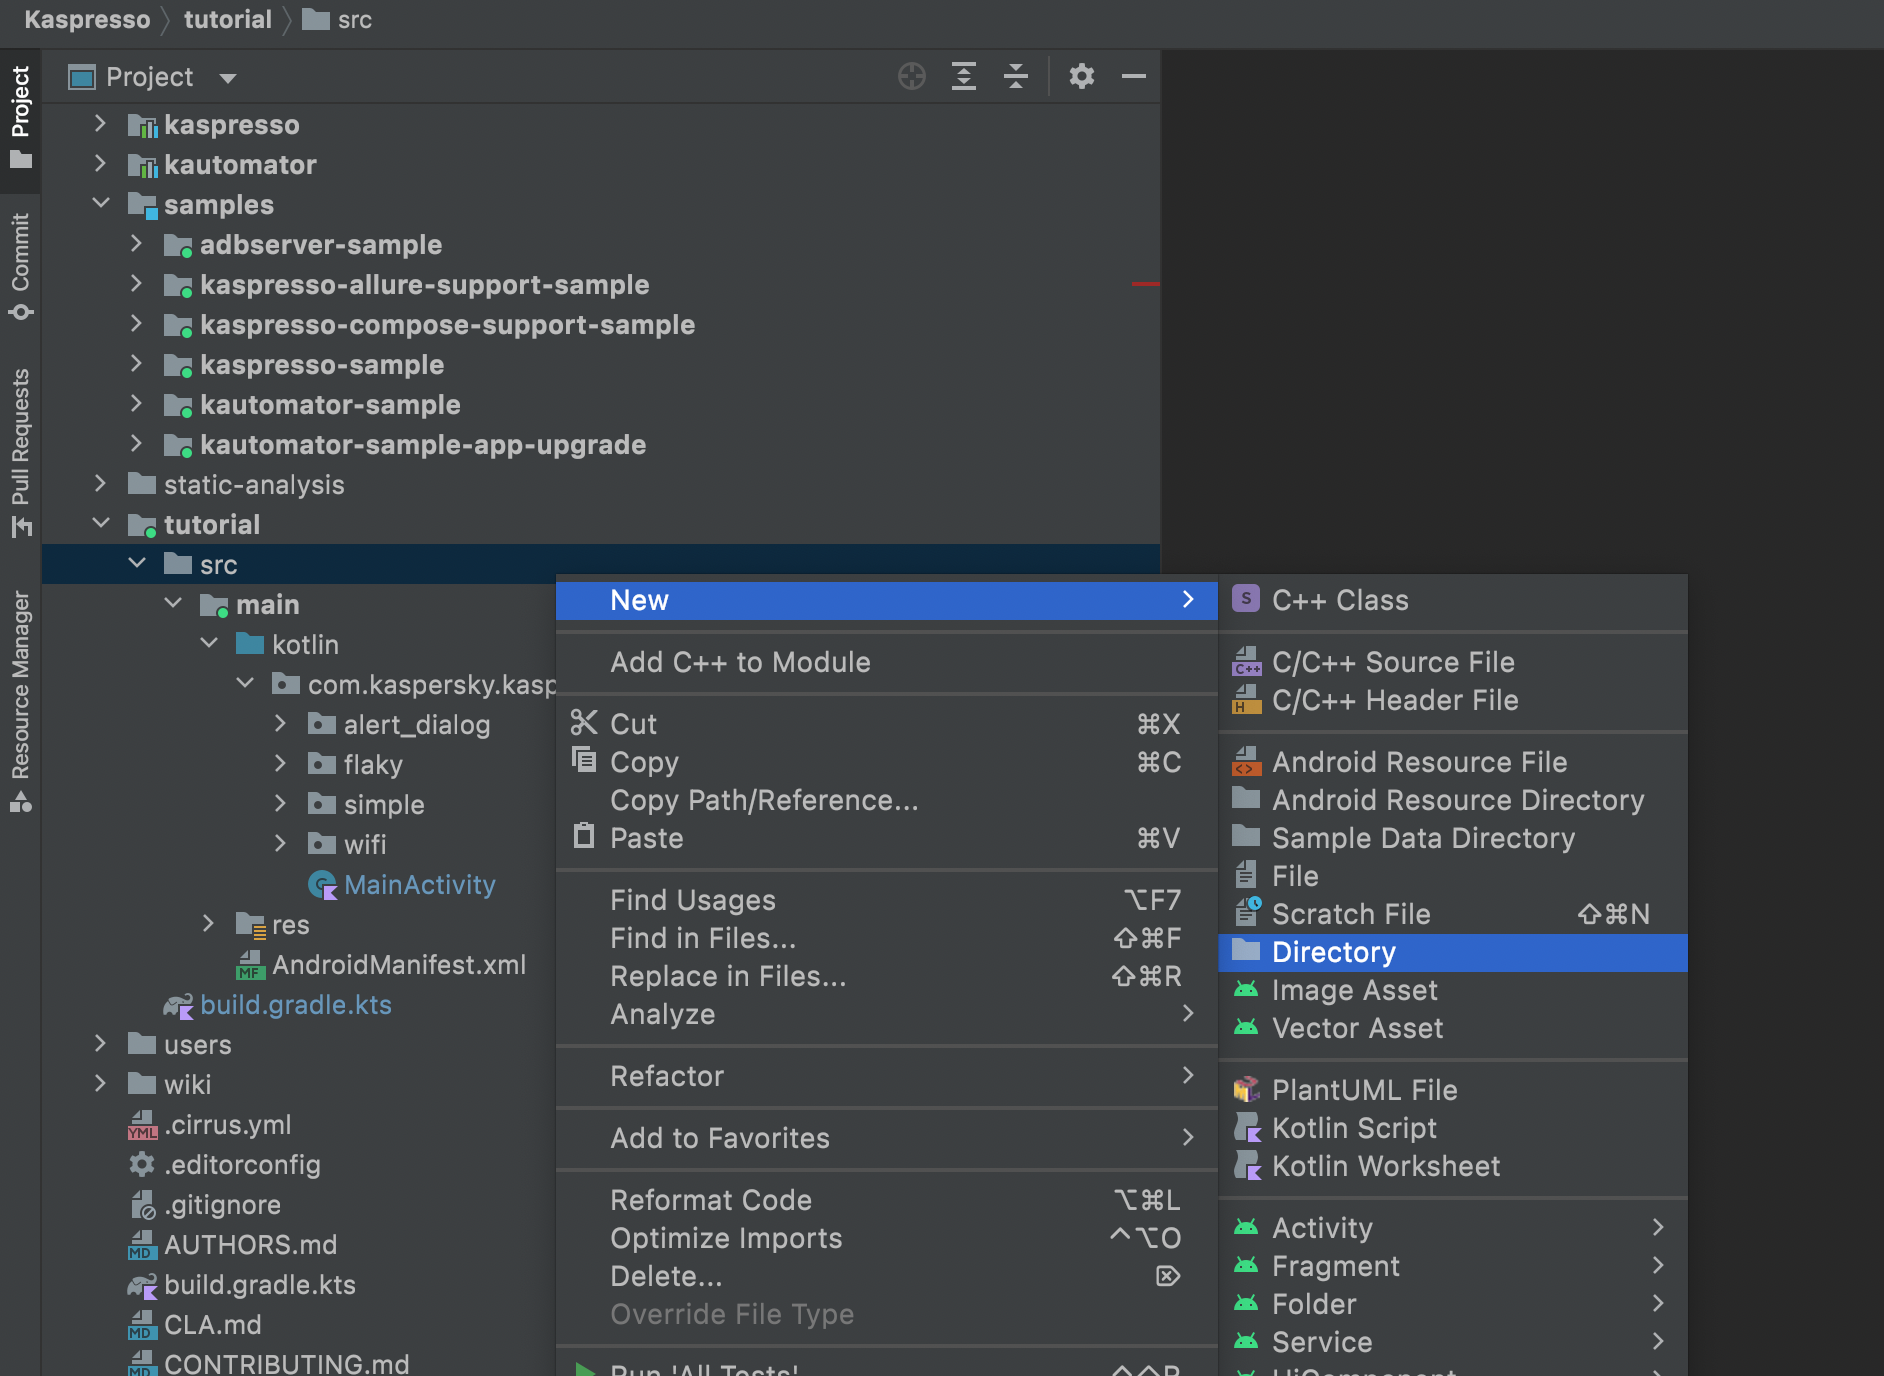 Kaspresso tutorial src
Project
Project
Commit
Pull Requests
Resource Manager
kaspresso
kautomator
samples
adbserver-sample
kaspresso-allure-support-sample
kaspresso-compose-support-sample
kaspresso-sample
kautomator-sample
kautomator-sample-app-upgrade
static-analysis
tutorial
src
main
kotlin
com.kaspersky.kasp
alert_dialog
flaky
simple
wifi
MainActivity
res
MF AndroidManifest.xml
build.gradle.kts
users
wiki
YML .cirrus.yml
.editorconfig
.gitignore
MD AUTHORS.md
build.gradle.kts
MD CLA.md
MD CONTRIBUTING.md
New
Add C++ to Module
Cut ⌘X
Copy ⌘C
Copy Path/Reference...
Paste ⌘V
Find Usages ⌥F7
Find in Files... ⇧⌘F
Replace in Files... ⇧⌘R
Analyze
Refactor
Add to Favorites
Reformat Code ⌥⌘L
Optimize Imports ^⌥O
Delete... ⌦
Override File Type
Run 'All Tests' ^⇧R
S C++ Class
C++ C/C++ Source File
H C/C++ Header File
<> Android Resource File
Android Resource Directory
Sample Data Directory
File
Scratch File ⇧⌘N
Directory
Image Asset
Vector Asset
PlantUML File
Kotlin Script
Kotlin Worksheet
Activity
Fragment
Folder
Service
UiComponent